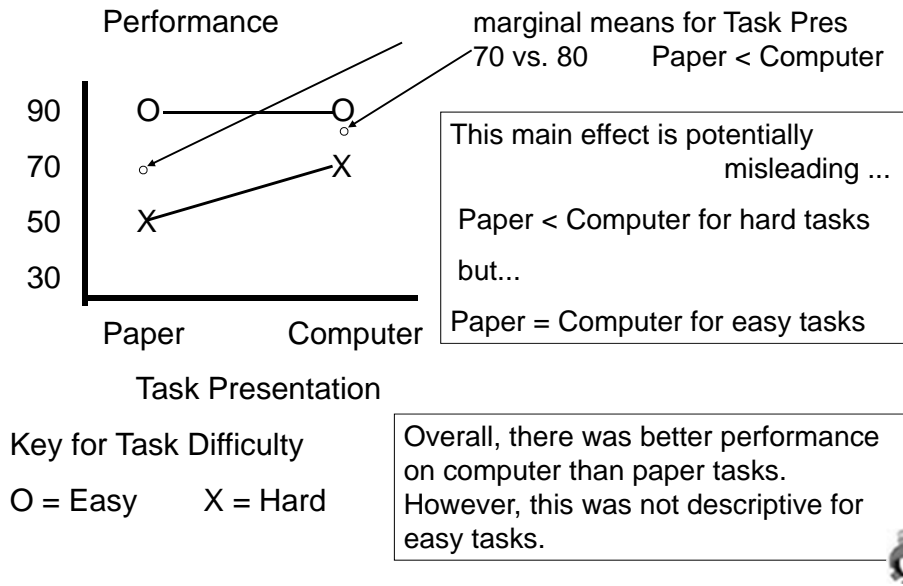 Performance
marginal means for Task Pres
70 vs. 80 Paper < Computer
90
70
50
30
O O
X
X
Paper Computer
Task Presentation
This main effect is potentially
misleading ...
Paper < Computer for hard tasks
but...
Paper = Computer for easy tasks
Key for Task Difficulty
O = Easy X = Hard
Overall, there was better performance
on computer than paper tasks.
However, this was not descriptive for
easy tasks.